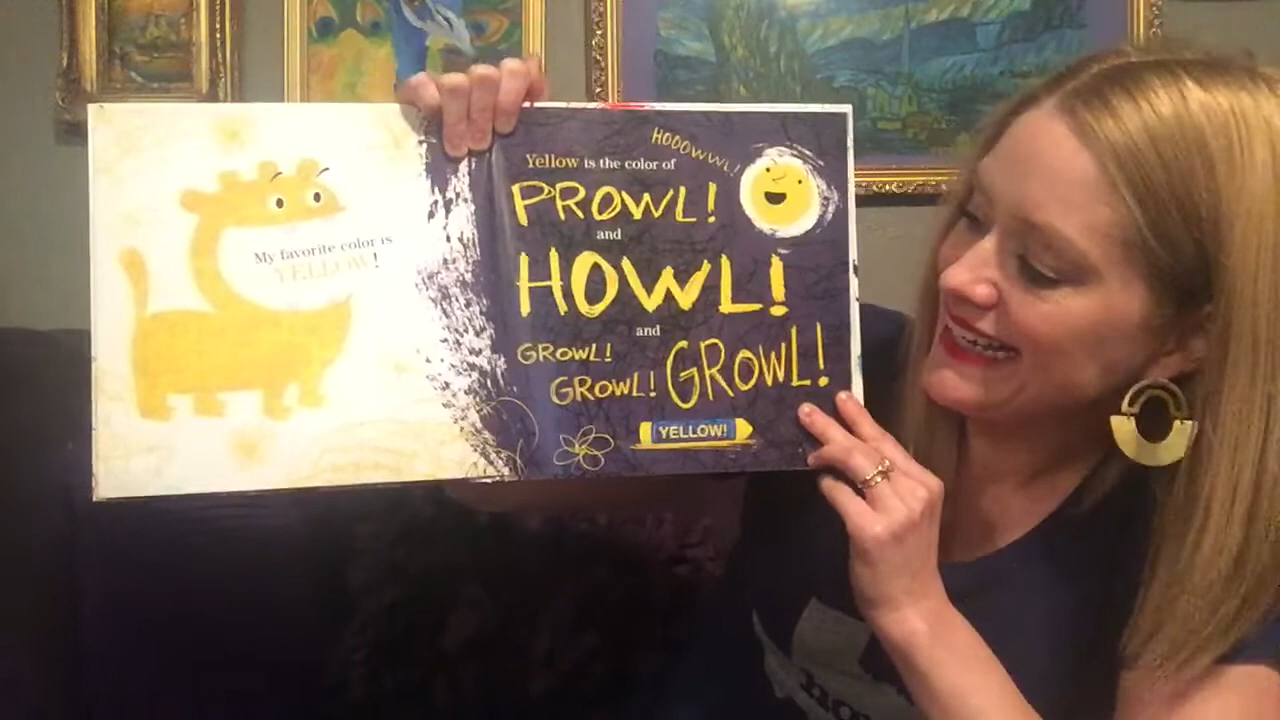 My favorite color is
YELLOW!
HOOOWWL!
Yellow is the color of
PROWL!
and
HOWL!
and
GROWL!
GROWL! GROWL!
YELLOW!